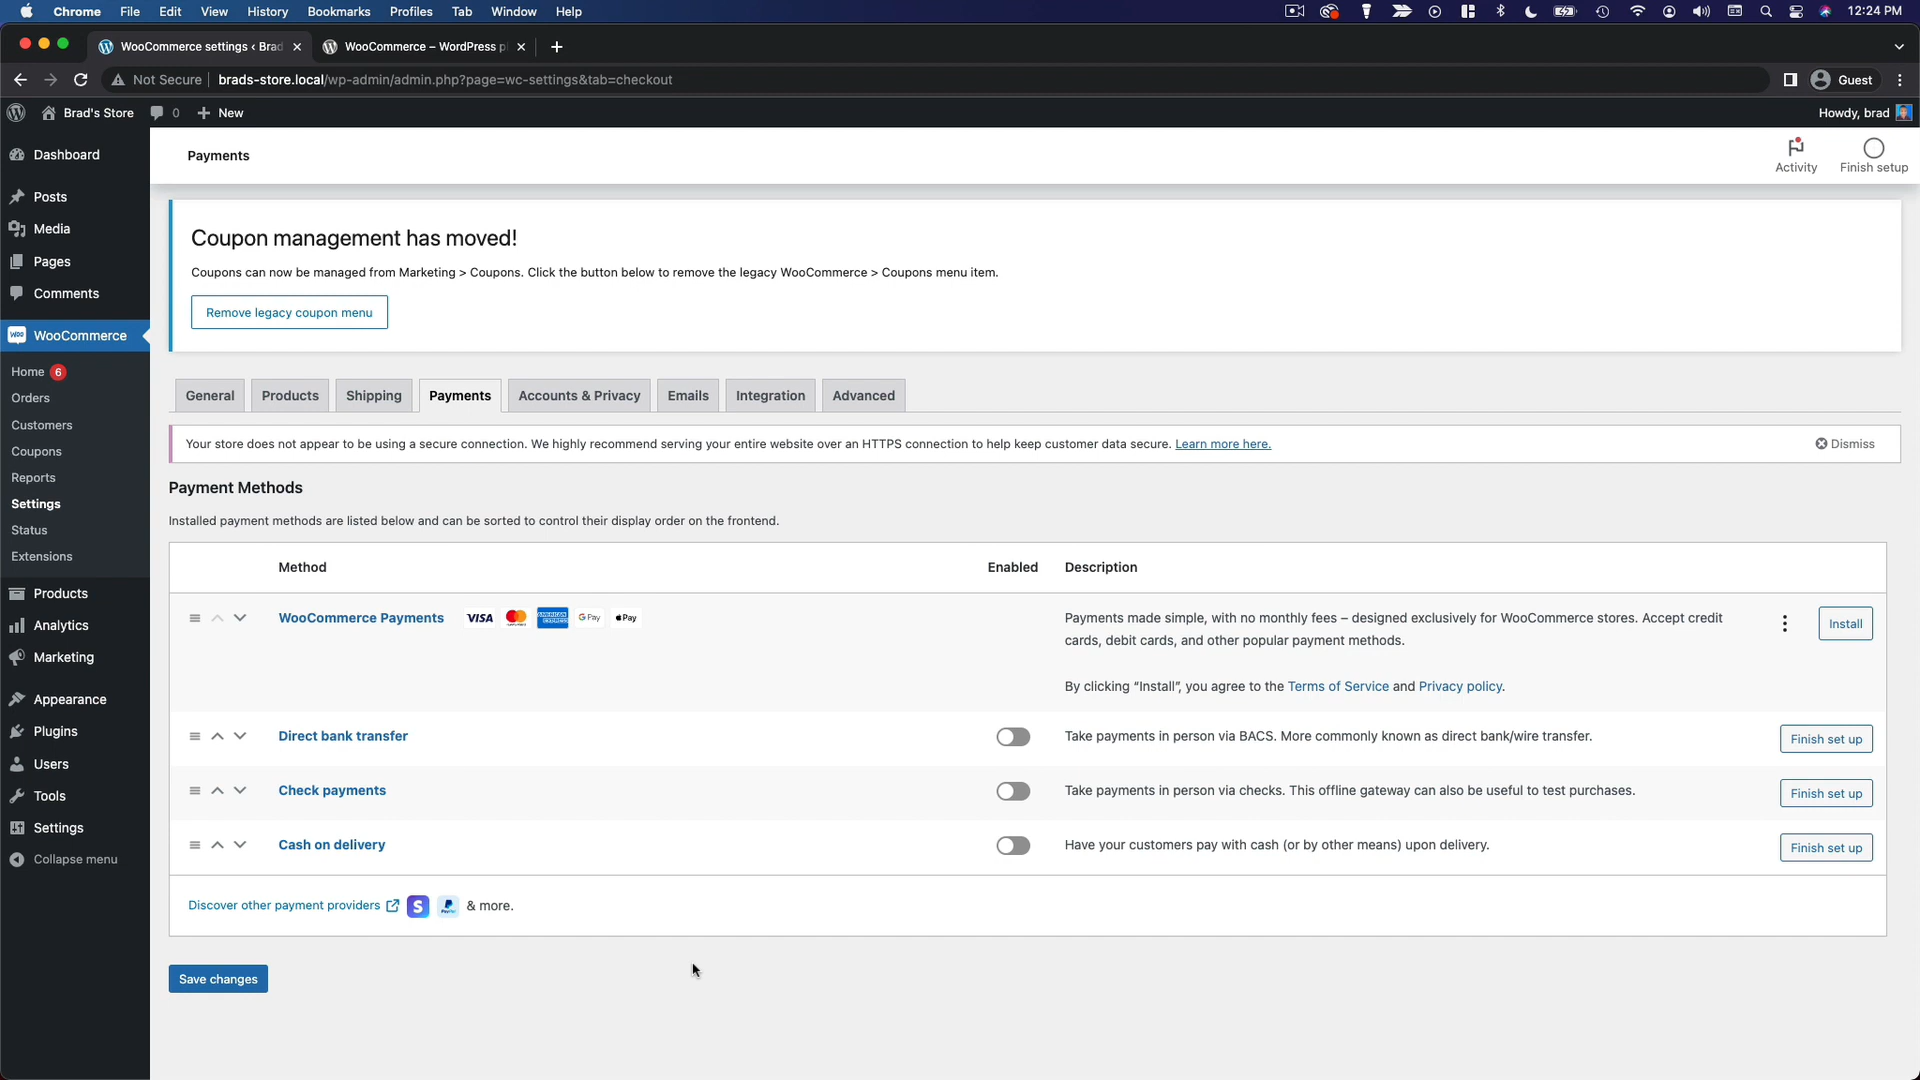 Chrome File Edit View History Bookmarks Profiles Tab Window Help 12:24 PM
WooCommerce settings ‹ Brad WooCommerce – WordPress p
Not Secure brads-store.local/wp-admin/admin.php?page=wc-settings&tab=checkout Guest
Brad's Store 0 New Howdy, brad
Dashboard
Posts
Media
Pages
Comments
WooCommerce
Home 6
Orders
Customers
Coupons
Reports
Settings
Status
Extensions
Products
Analytics
Marketing
Appearance
Plugins
Users
Tools
Settings
Collapse menu
Payments
Activity
Finish setup
Coupon management has moved!
Coupons can now be managed from Marketing > Coupons. Click the button below to remove the legacy WooCommerce > Coupons menu item.
Remove legacy coupon menu
General Products Shipping Payments Accounts & Privacy Emails Integration Advanced
Your store does not appear to be using a secure connection. We highly recommend serving your entire website over an HTTPS connection to help keep customer data secure. Learn more here. Dismiss
Payment Methods
Installed payment methods are listed below and can be sorted to control their display order on the frontend.
Method Enabled Description
WooCommerce Payments VISA AMERICAN EXPRESS G Pay Pay Payments made simple, with no monthly fees – designed exclusively for WooCommerce stores. Accept credit Install
cards, debit cards, and other popular payment methods.
By clicking “Install”, you agree to the Terms of Service and Privacy policy.
Direct bank transfer Take payments in person via BACS. More commonly known as direct bank/wire transfer. Finish set up
Check payments Take payments in person via checks. This offline gateway can also be useful to test purchases. Finish set up
Cash on delivery Have your customers pay with cash (or by other means) upon delivery. Finish set up
Discover other payment providers S PayPal & more.
Save changes